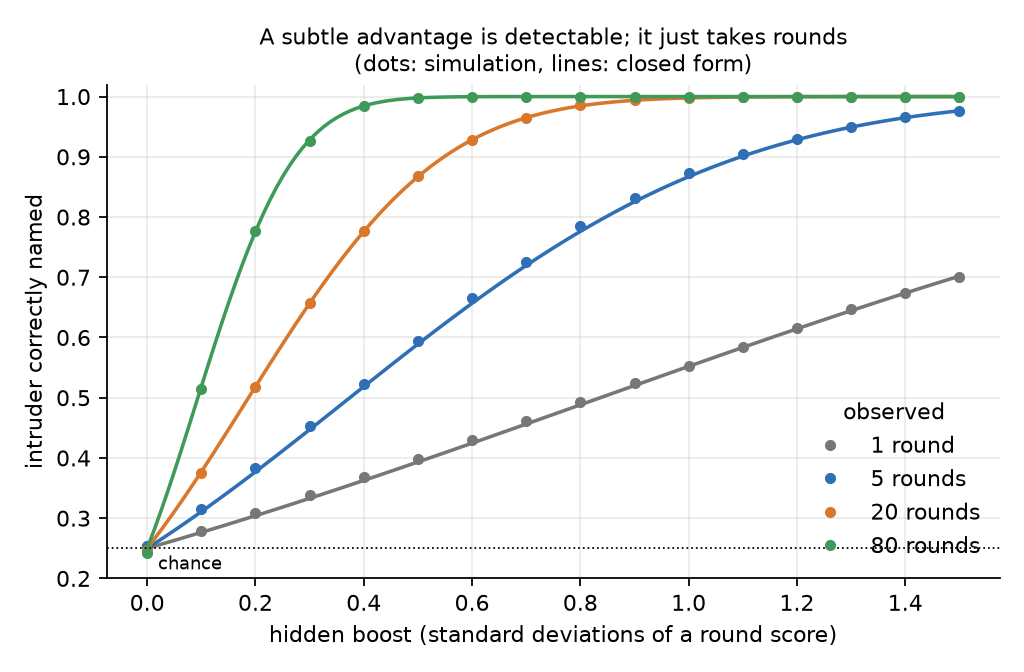 A subtle advantage is detectable; it just takes rounds
(dots: simulation, lines: closed form)
intruder correctly named
1.0
0.9
0.8
0.7
0.6
0.5
0.4
0.3
0.2
observed
1 round
5 rounds
20 rounds
80 rounds
chance
0.0 0.2 0.4 0.6 0.8 1.0 1.2 1.4
hidden boost (standard deviations of a round score)